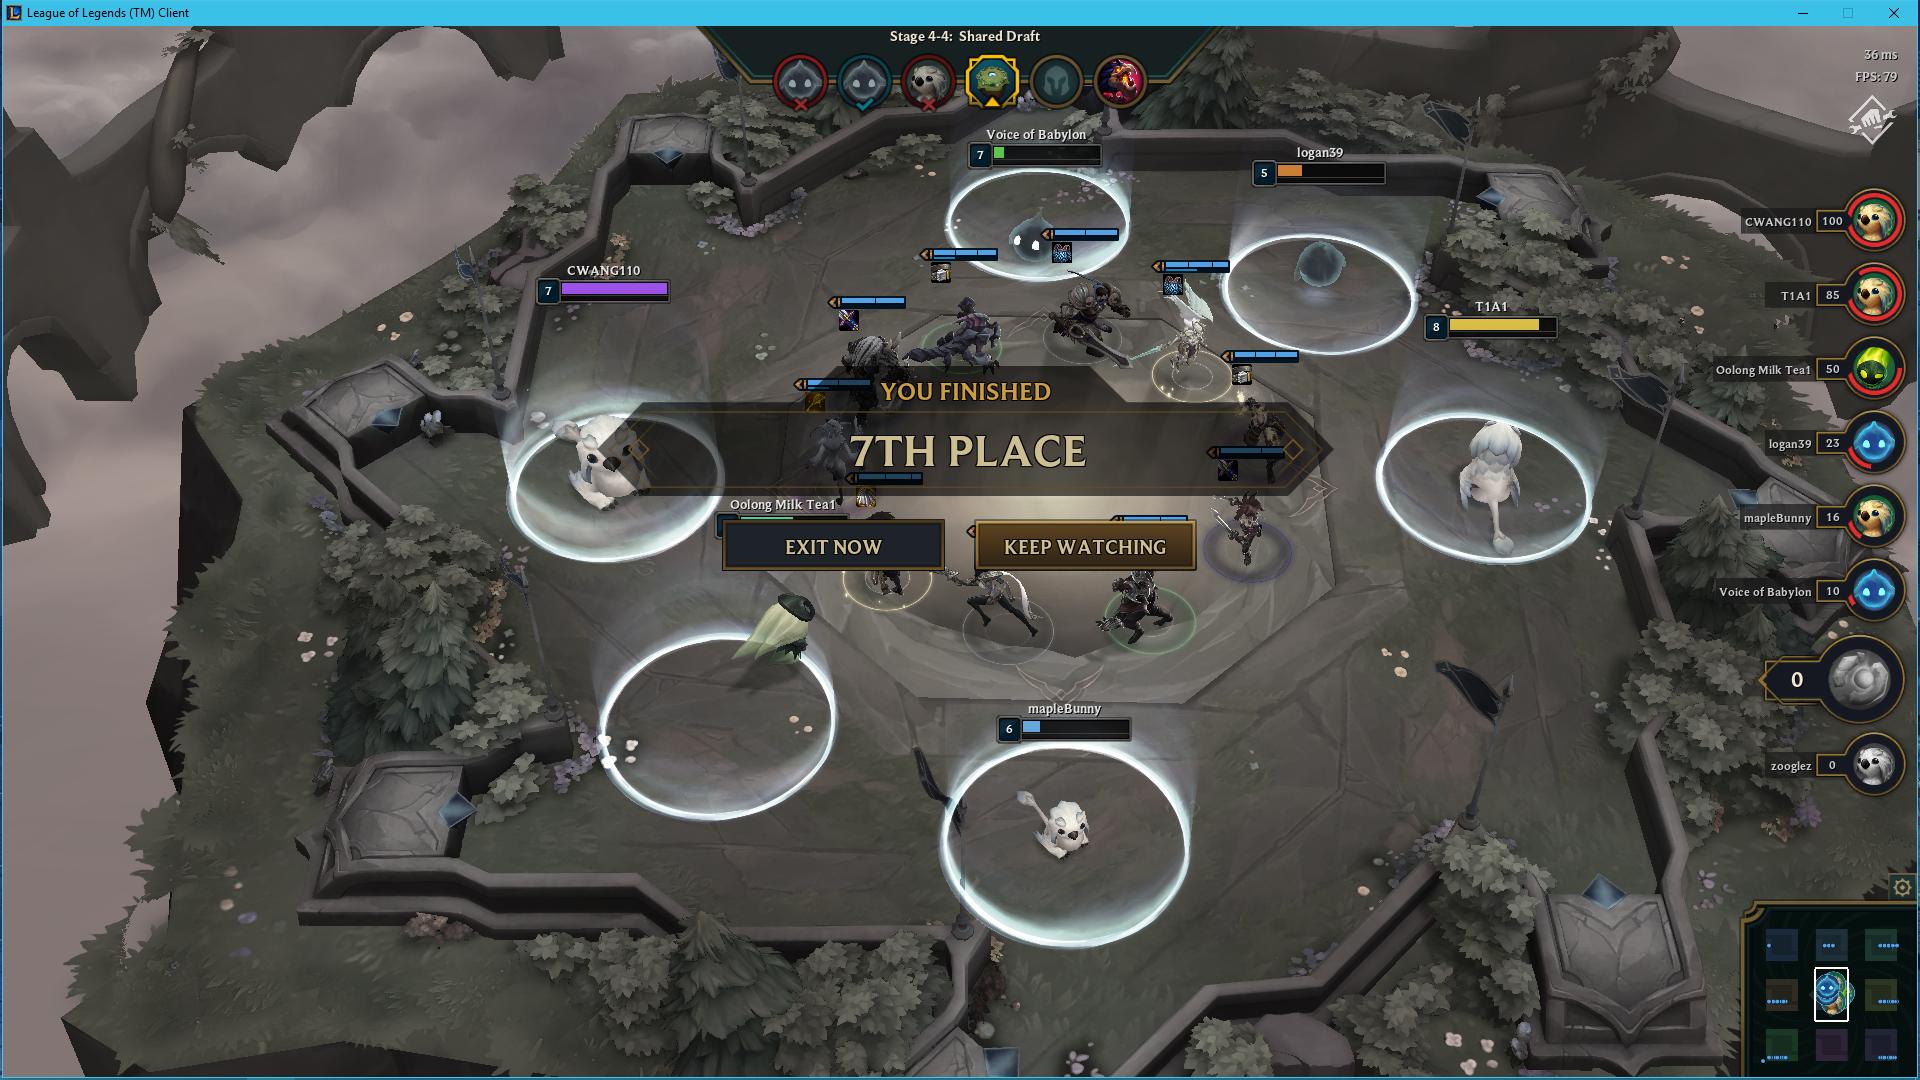 League of Legends (TM) Client
Stage 4-4: Shared Draft
36 ms
FPS: 79
Voice of Babylon
7
logan39
5
CWANG110
7
T1A1
8
CWANG110 100
T1A1 85
Oolong Milk Tea1 50
logan39 23
mapleBunny 16
Voice of Babylon 10
0
zooglez 0
YOU FINISHED
7TH PLACE
Oolong Milk Tea1
EXIT NOW
KEEP WATCHING
mapleBunny
6